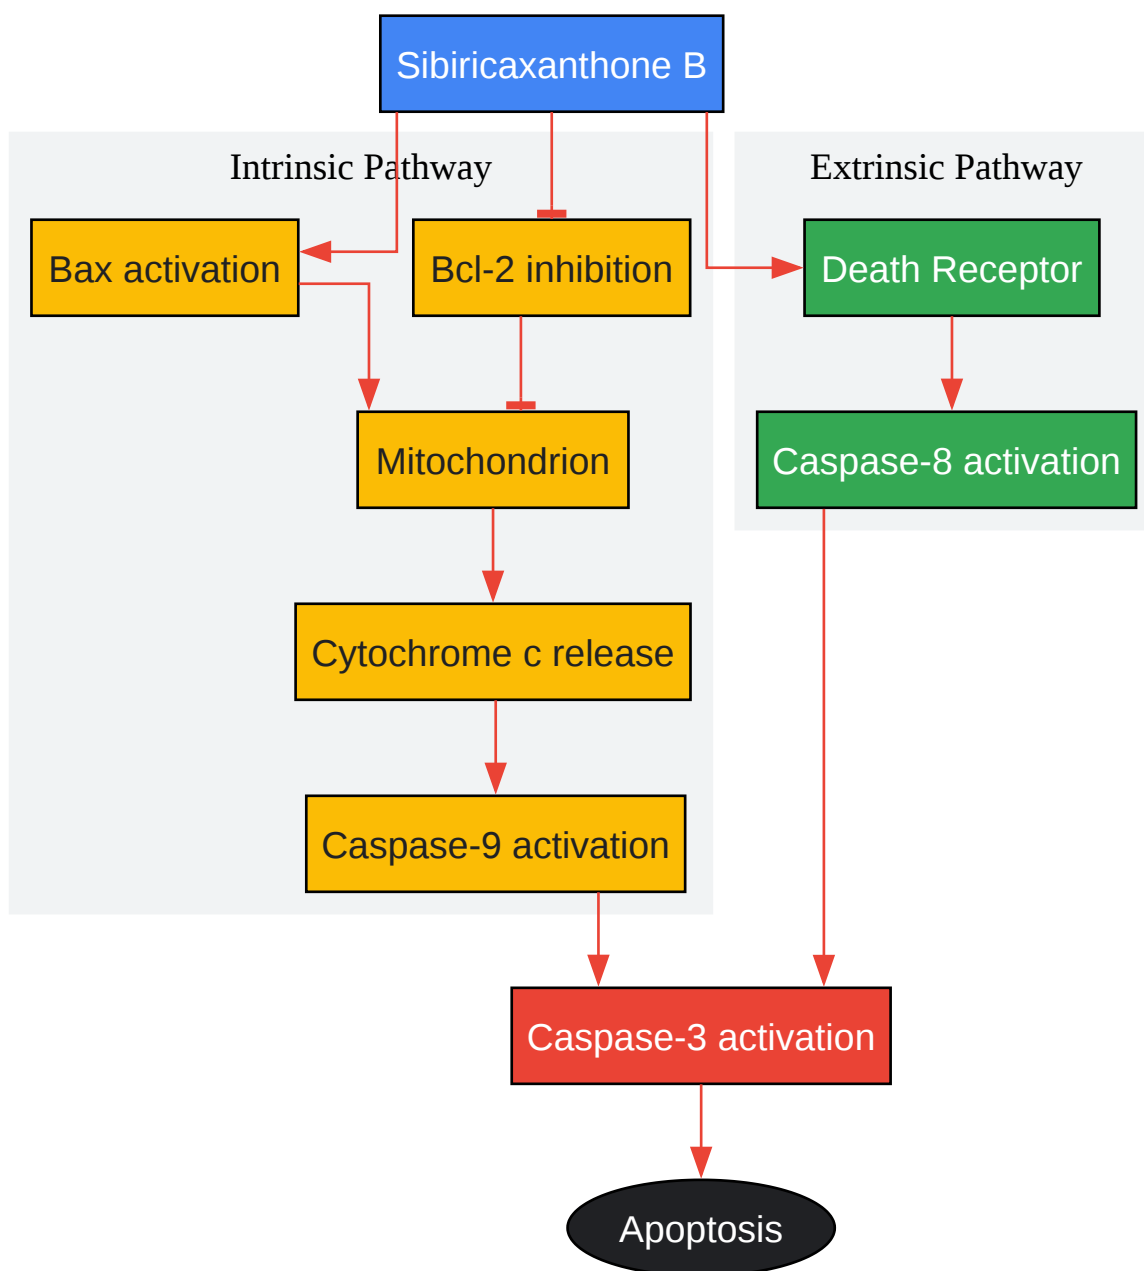 Sibiricaxanthone B
Intrinsic Pathway
Extrinsic Pathway
Bax activation
Bcl-2 inhibition
Death Receptor
Mitochondrion
Caspase-8 activation
Cytochrome c release
Caspase-9 activation
Caspase-3 activation
Apoptosis